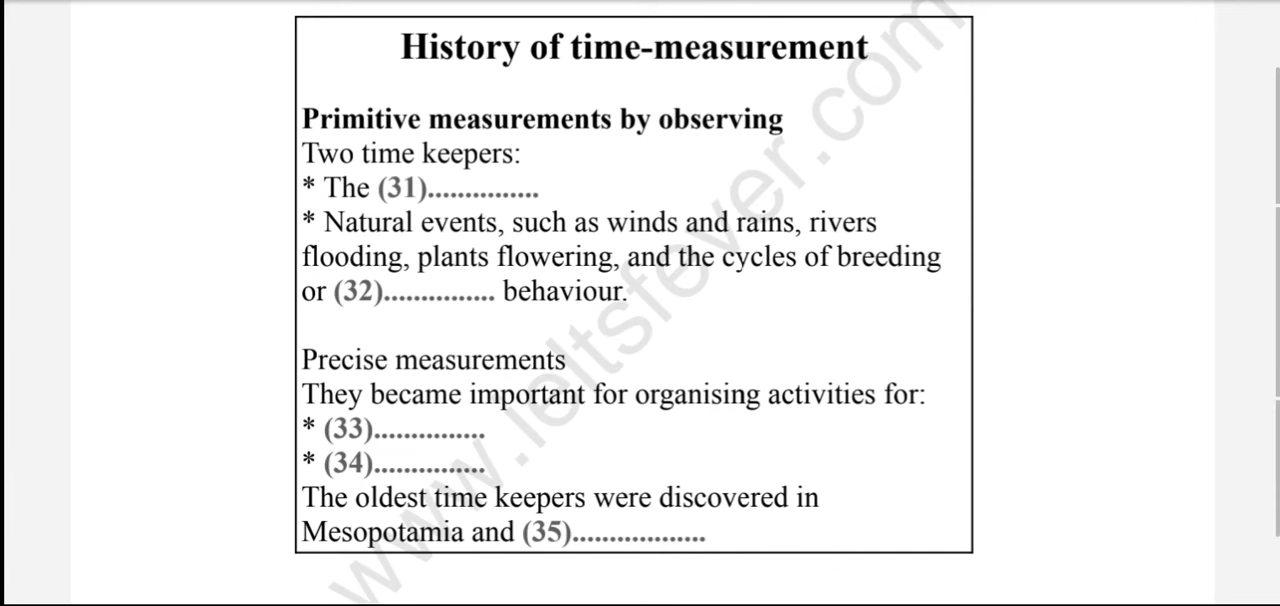 History of time-measurement
Primitive measurements by observing
Two time keepers:
* The (31)...............
* Natural events, such as winds and rains, rivers
flooding, plants flowering, and the cycles of breeding
or (32)............... behaviour.
Precise measurements
They became important for organising activities for:
* (33)...............
* (34)...............
The oldest time keepers were discovered in
Mesopotamia and (35)..................
www.ieltsfever.com